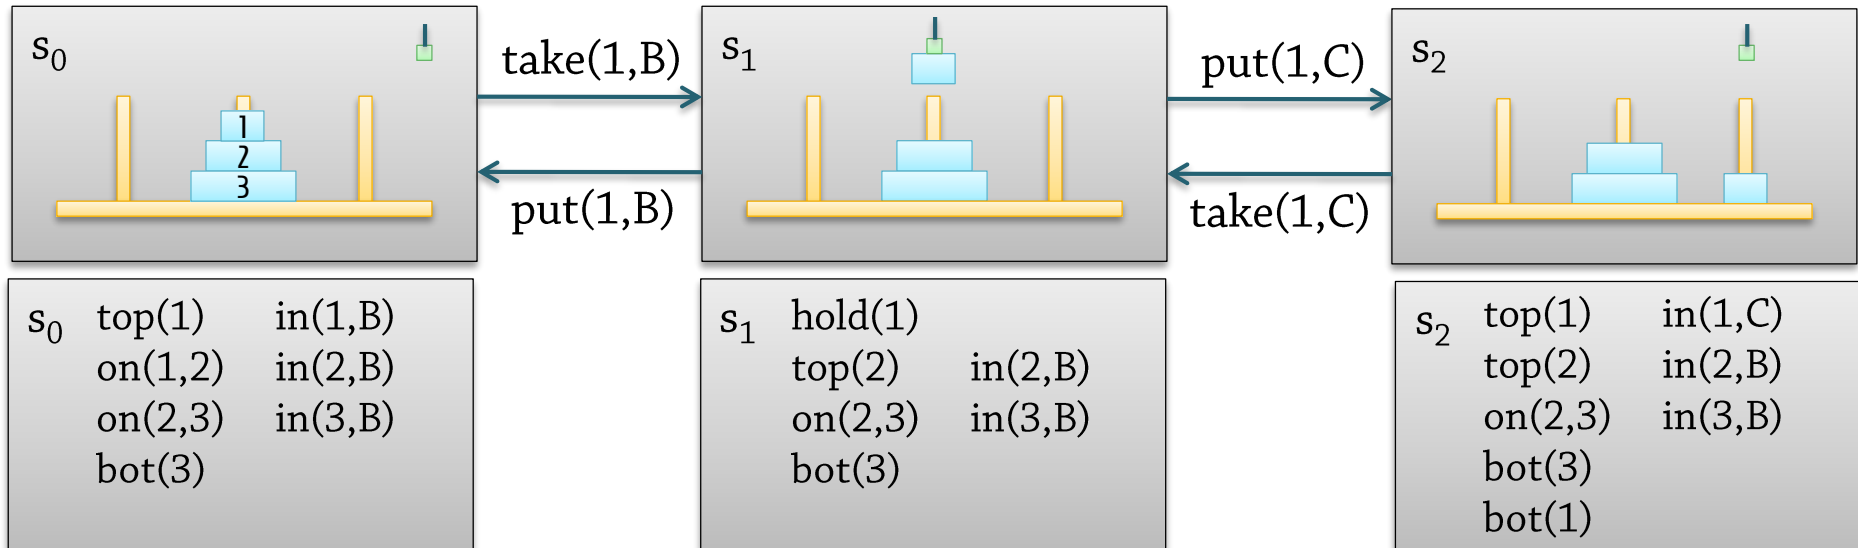 s0
1
2
3
take(1,B)
put(1,B)
s1
put(1,C)
take(1,C)
s2
s0 top(1) in(1,B)
on(1,2) in(2,B)
on(2,3) in(3,B)
bot(3)
s1 hold(1)
top(2) in(2,B)
on(2,3) in(3,B)
bot(3)
s2 top(1) in(1,C)
top(2) in(2,B)
on(2,3) in(3,B)
bot(3)
bot(1)